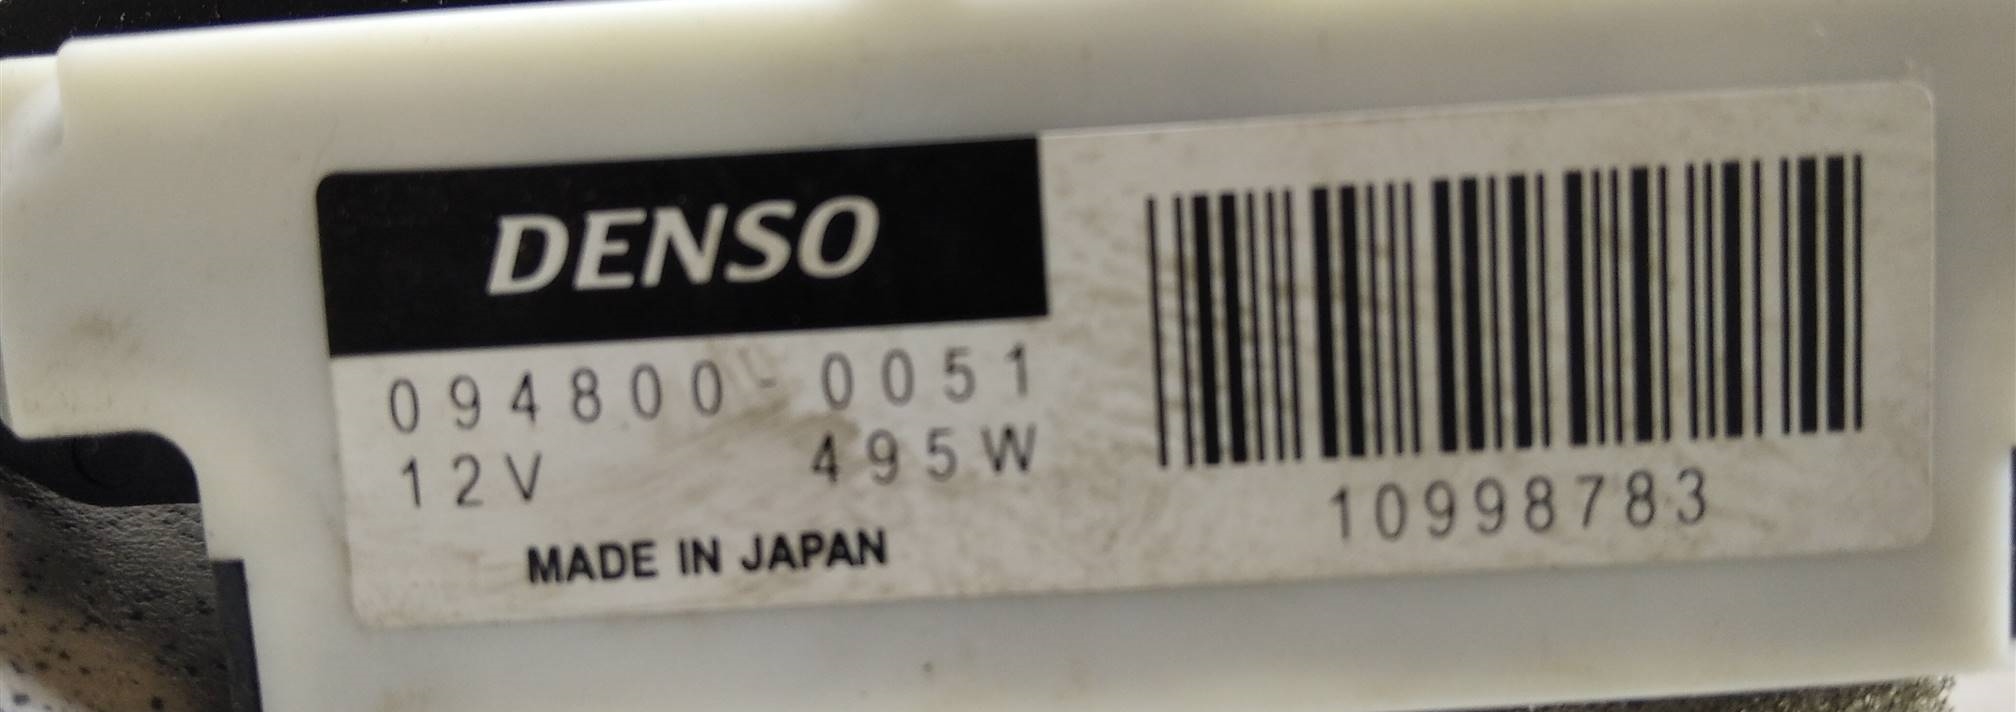 DENSO
094800-0051
12V 495W
MADE IN JAPAN
10998783